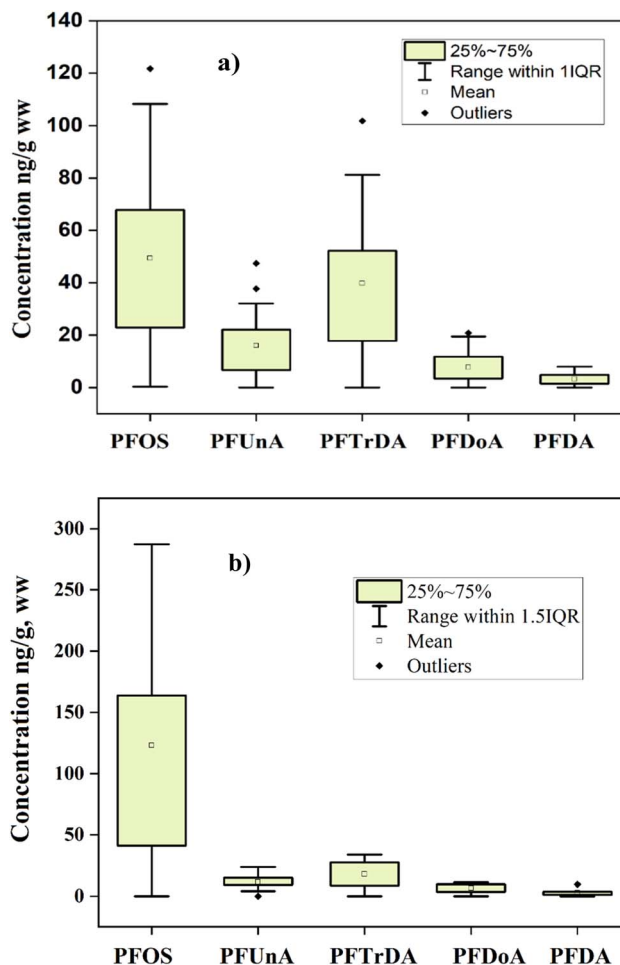 140
120
100
80
60
40
20
0
Concentration ng/g ww
a)
25%~75%
Range within 1IQR
Mean
Outliers
PFOS PFUnA PFTrDA PFDoA PFDA
300
250
200
150
100
50
0
Concentration ng/g, ww
b)
25%~75%
Range within 1.5IQR
Mean
Outliers
PFOS PFUnA PFTrDA PFDoA PFDA